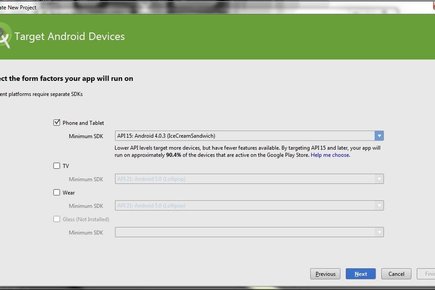 ate New Project
Target Android Devices
ect the form factors your app will run on
ent platforms require separate SDKs
Phone and Tablet
Minimum SDK
API 15: Android 4.0.3 (IceCreamSandwich)
Lower API levels target more devices, but have fewer features available. By targeting API 15 and later, your app will
run on approximately 90.4% of the devices that are active on the Google Play Store. Help me choose.
TV
Minimum SDK
API 21: Android 5.0 (Lollipop)
Wear
Minimum SDK
API 21: Android 5.0 (Lollipop)
Glass (Not Installed)
Minimum SDK
Previous
Next
Cancel
Fini